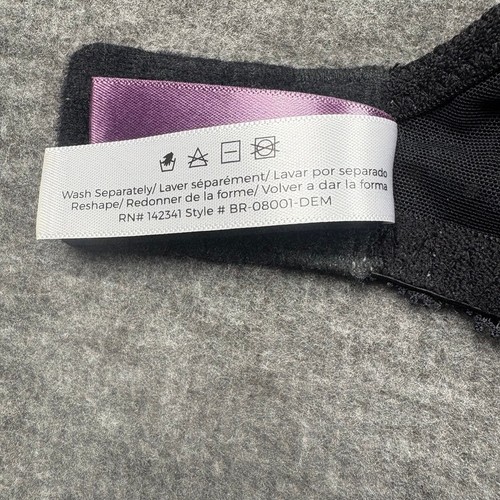 Wash Separately/ Laver séparément/ Lavar por separado
Reshape/ Redonner de la forme/ Volver a dar la forma
RN# 142341 Style # BR-08001-DEM